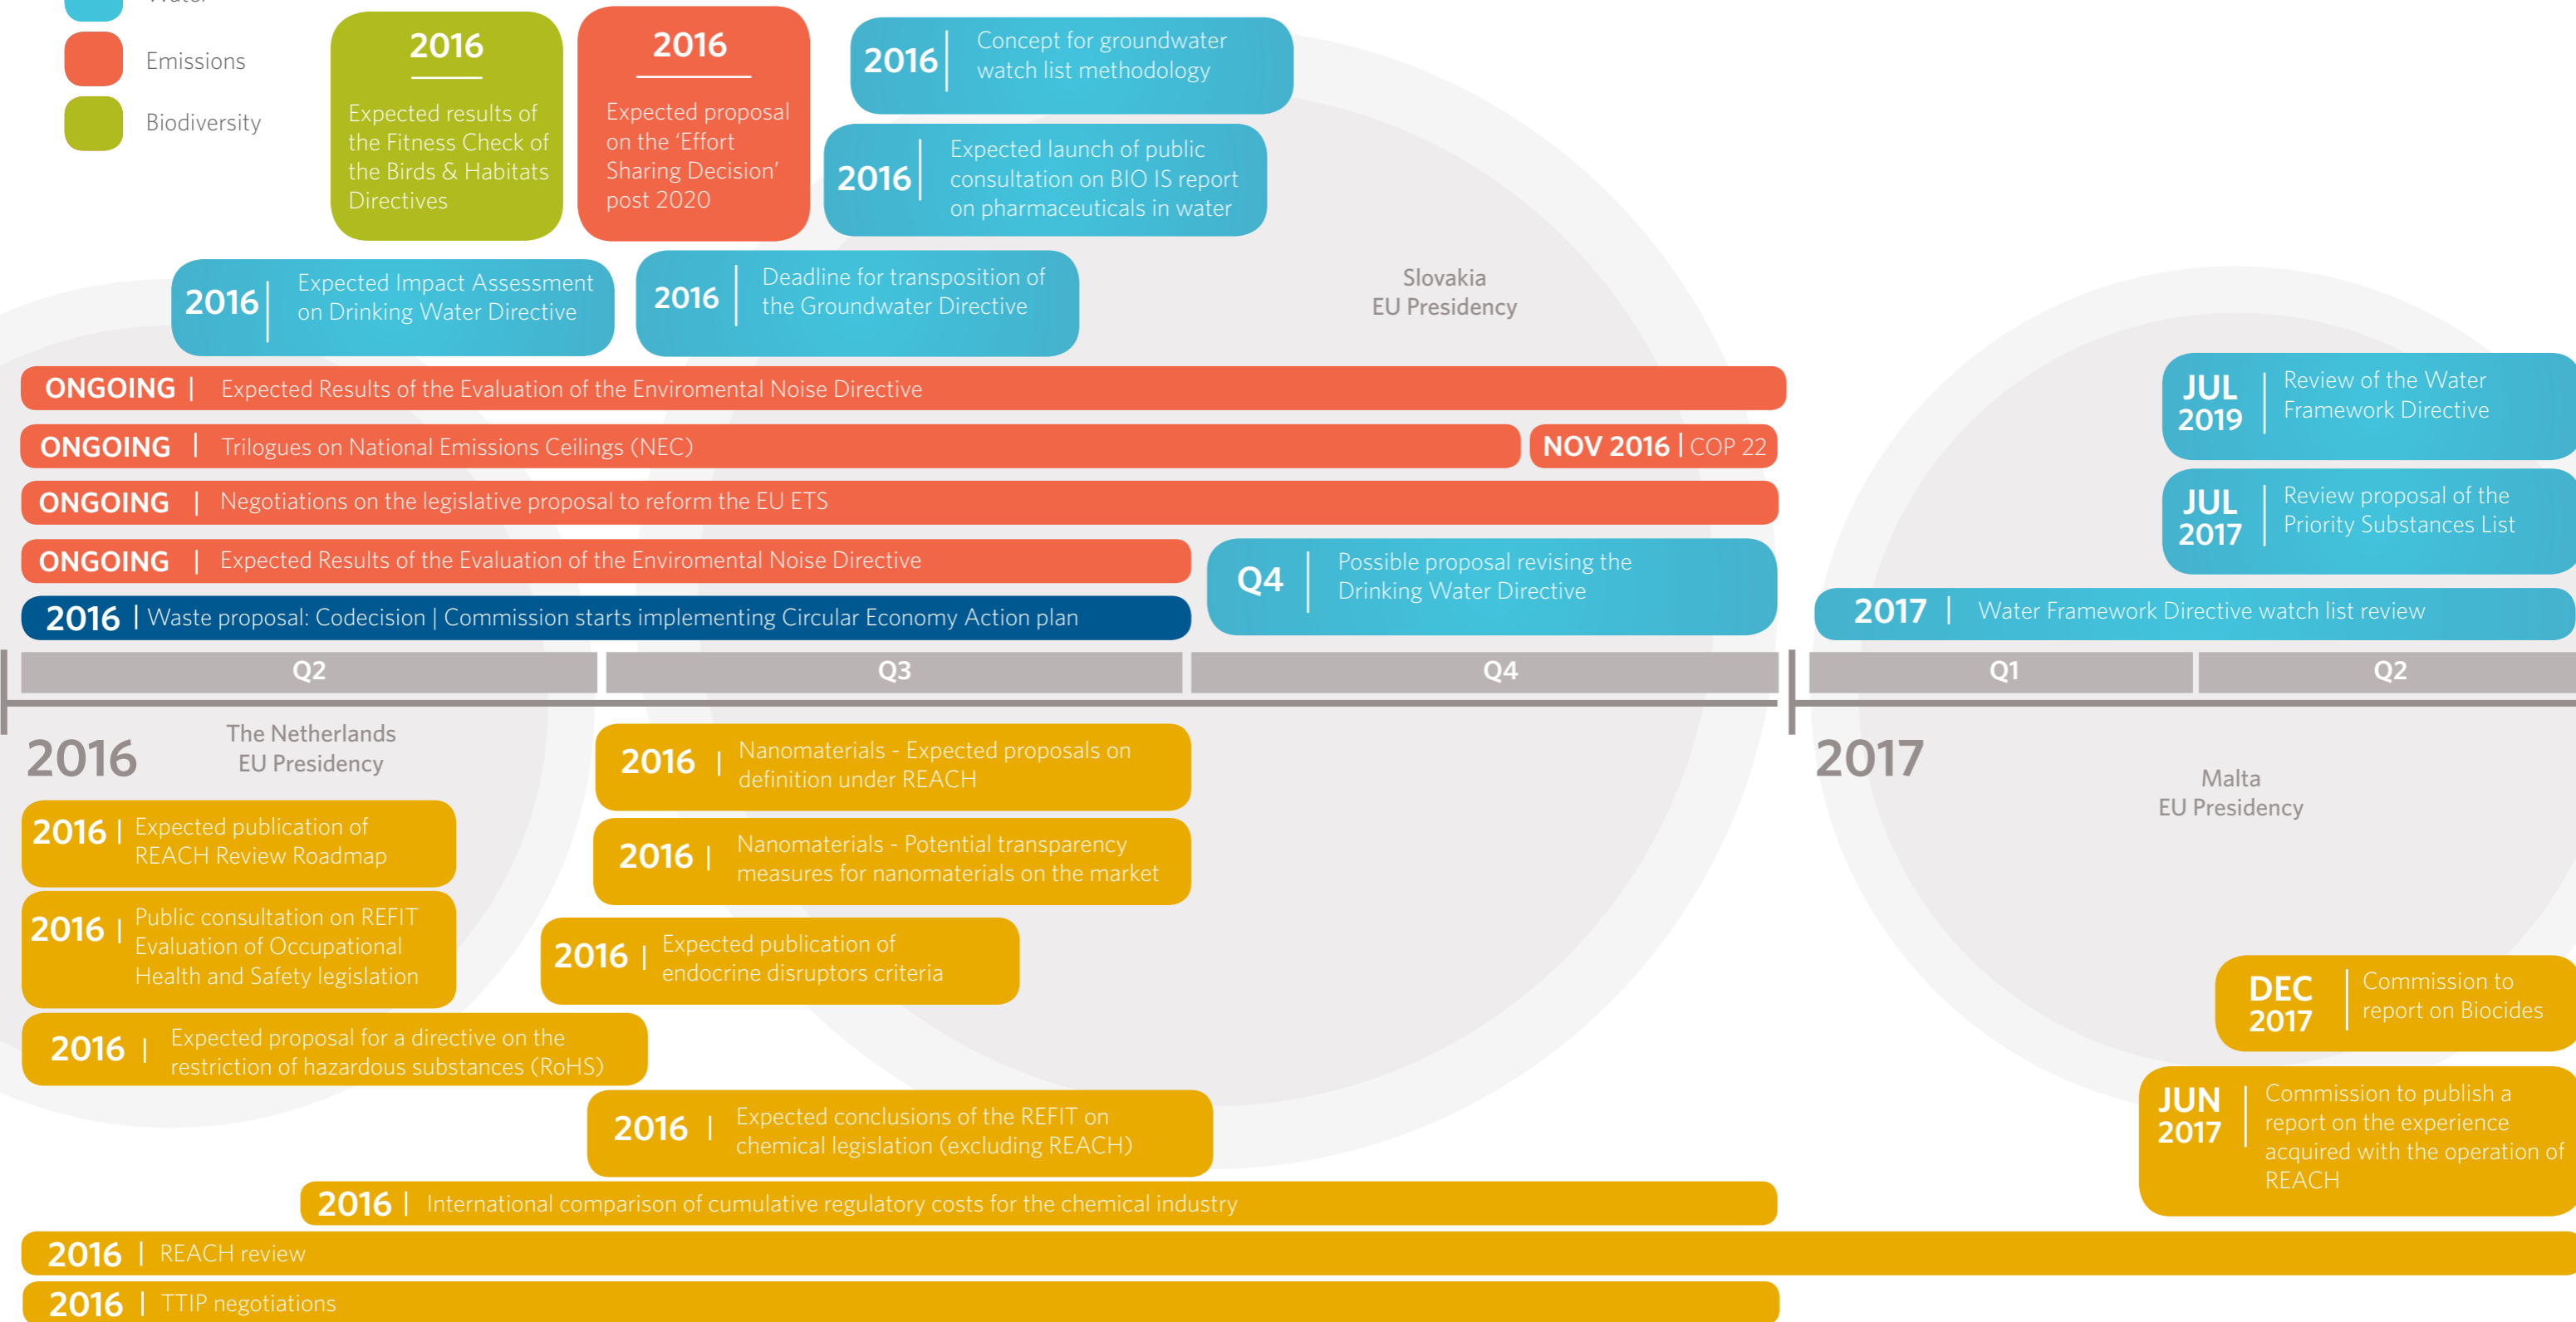 Water
Emissions
Biodiversity
2016
Expected results of
the Fitness Check of
the Birds & Habitats
Directives
2016
Expected proposal
on the ‘Effort
Sharing Decision’
post 2020
2016
Concept for groundwater
watch list methodology
2016
Expected launch of public
consultation on BIO IS report
on pharmaceuticals in water
2016
Expected Impact Assessment
on Drinking Water Directive
2016
Deadline for transposition of
the Groundwater Directive
Slovakia
EU Presidency
ONGOING | Expected Results of the Evaluation of the Enviromental Noise Directive
ONGOING | Trilogues on National Emissions Ceilings (NEC)
NOV 2016 | COP 22
ONGOING | Negotiations on the legislative proposal to reform the EU ETS
ONGOING | Expected Results of the Evaluation of the Enviromental Noise Directive
2016 | Waste proposal: Codecision | Commission starts implementing Circular Economy Action plan
Q4
Possible proposal revising the
Drinking Water Directive
JUL
2019
Review of the Water
Framework Directive
JUL
2017
Review proposal of the
Priority Substances List
2017 | Water Framework Directive watch list review
Q2
Q3
Q4
Q1
Q2
2016
The Netherlands
EU Presidency
2017
Malta
EU Presidency
2016 |
Nanomaterials - Expected proposals on
definition under REACH
2016 |
Expected publication of
REACH Review Roadmap
2016 |
Nanomaterials - Potential transparency
measures for nanomaterials on the market
2016 |
Public consultation on REFIT
Evaluation of Occupational
Health and Safety legislation
2016 |
Expected publication of
endocrine disruptors criteria
2016 |
Expected proposal for a directive on the
restriction of hazardous substances (RoHS)
2016 |
Expected conclusions of the REFIT on
chemical legislation (excluding REACH)
DEC
2017
Commission to
report on Biocides
JUN
2017
Commission to publish a
report on the experience
acquired with the operation of
REACH
2016 | International comparison of cumulative regulatory costs for the chemical industry
2016 | REACH review
2016 | TTIP negotiations